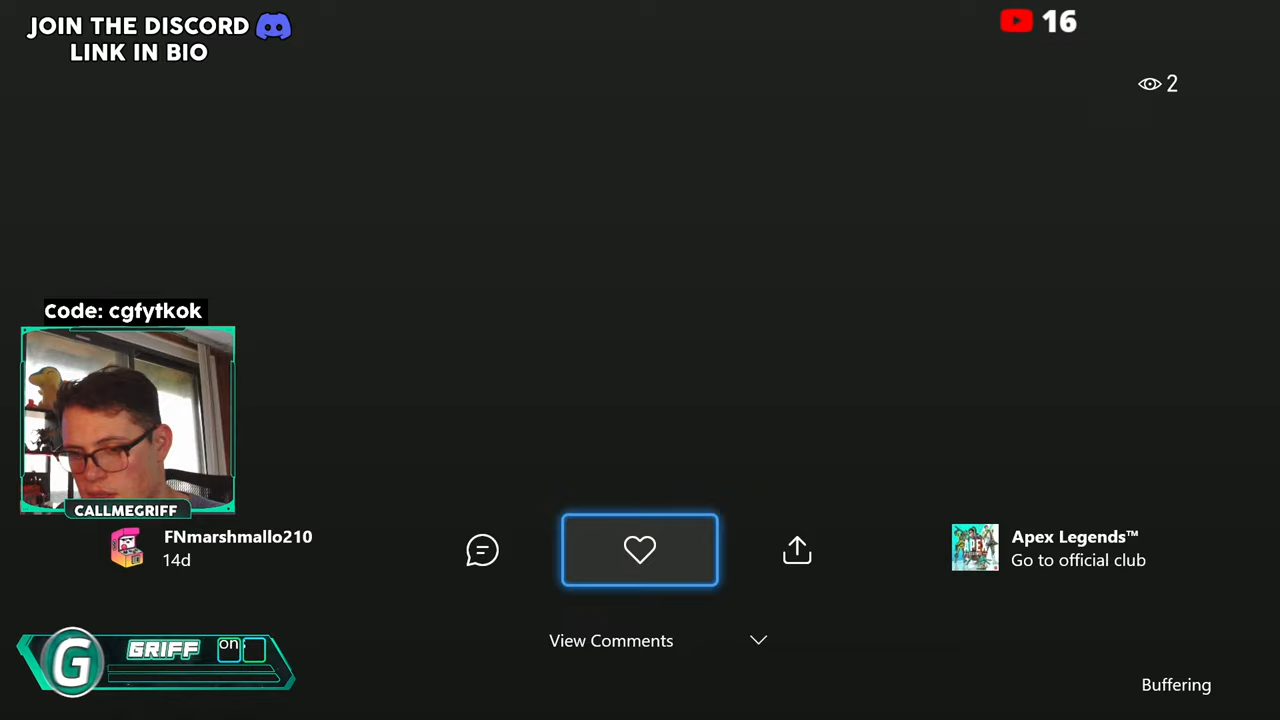 JOIN THE DISCORD
LINK IN BIO
16
2
Code: cgfytkok
CALLMEGRIFF
FNmarshmallo210
14d
Apex Legends™
Go to official club
APEX
G
GRIFF
on
View Comments
Buffering